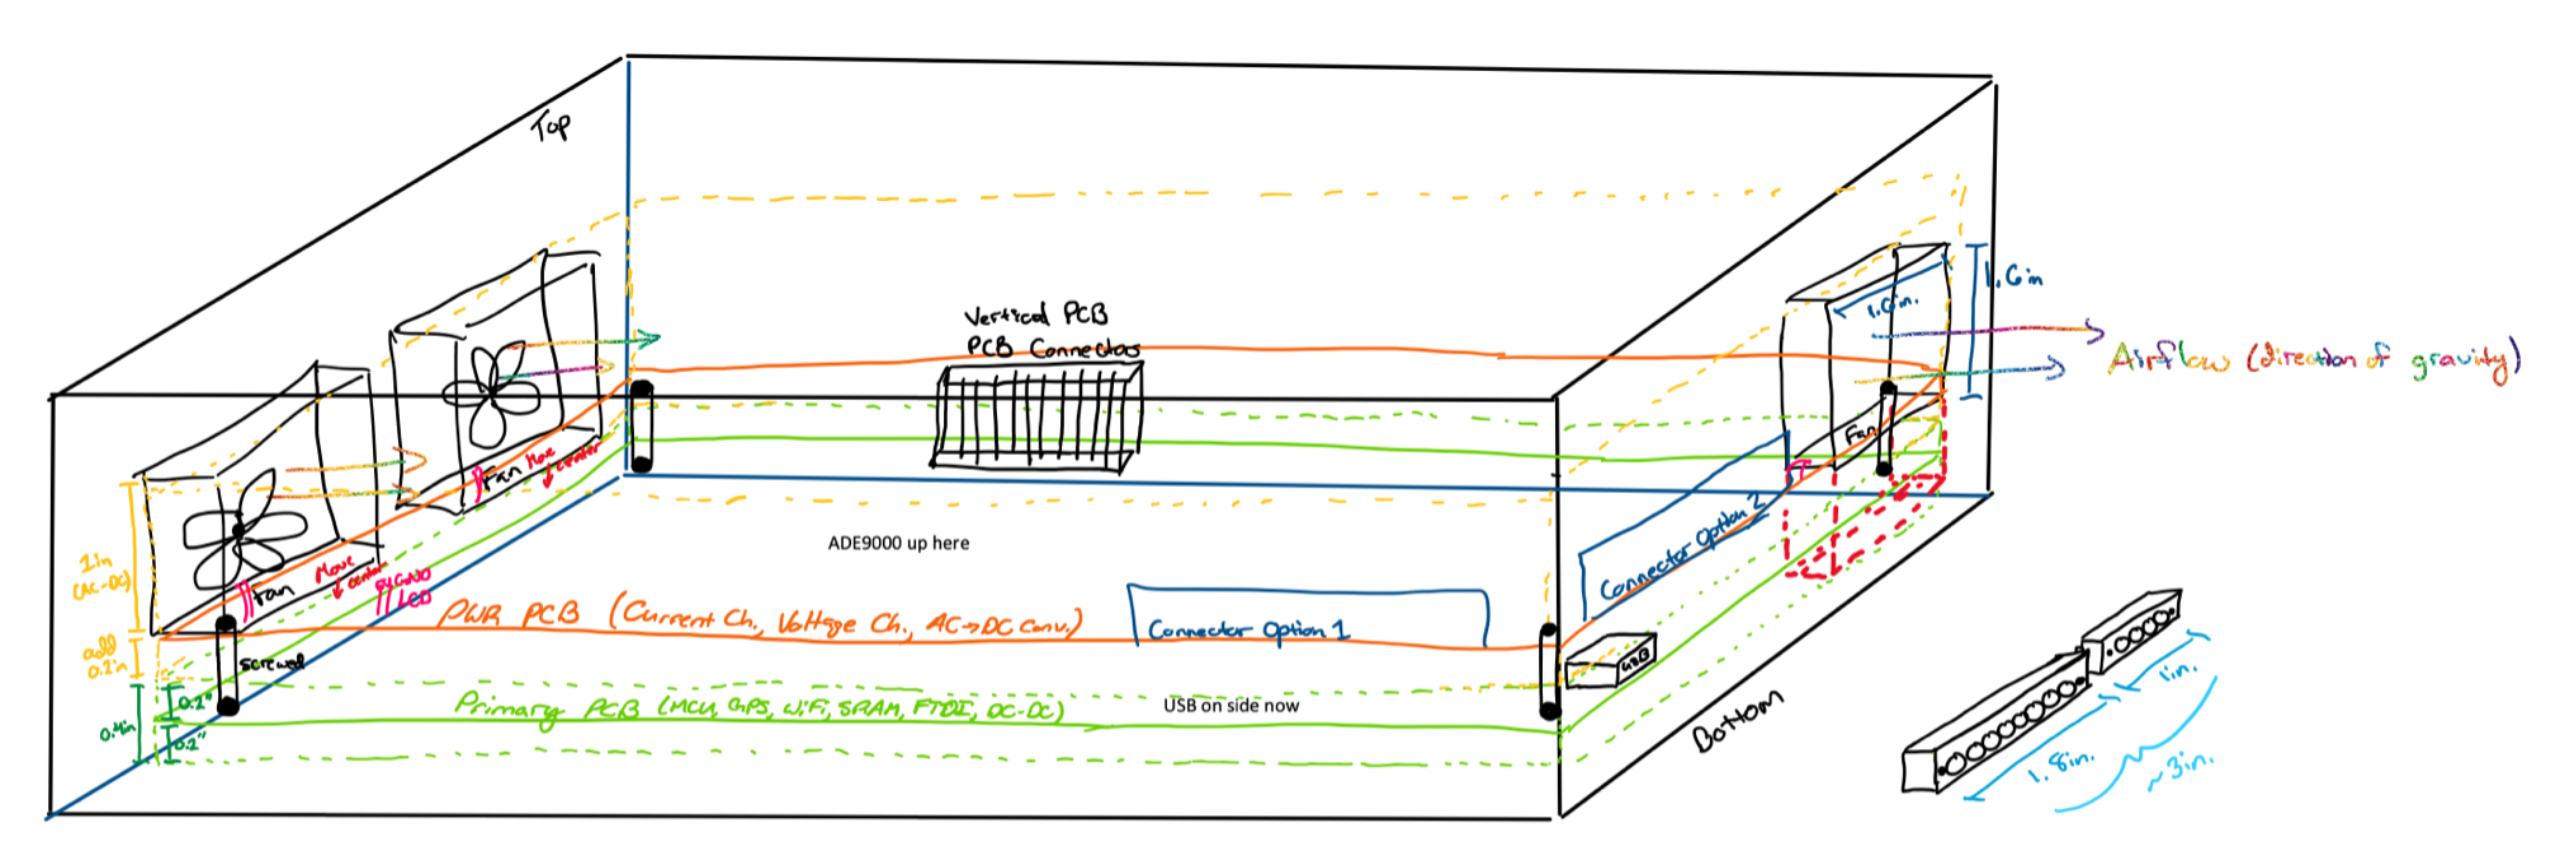 Top
Vertical PCB
PCB Connectors
1.6in
1.6in.
Airflow (direction of gravity)
Fan
Move
center
Fan
1in
(AC-DC)
ADE9000 up here
Connector Option 2
Fan
Move
center
LCD
PWR PCB (Current Ch., Voltage Ch., AC→DC Conv.)
Connector Option 1
add
0.2in
Screwed
USB
0.2"
Primary PCB (MCU, GPS, WiFi, SRAM, FTDI, DC-DC)
USB on side now
0.4in
0.2"
Bottom
1in.
1.8in.
~3in.